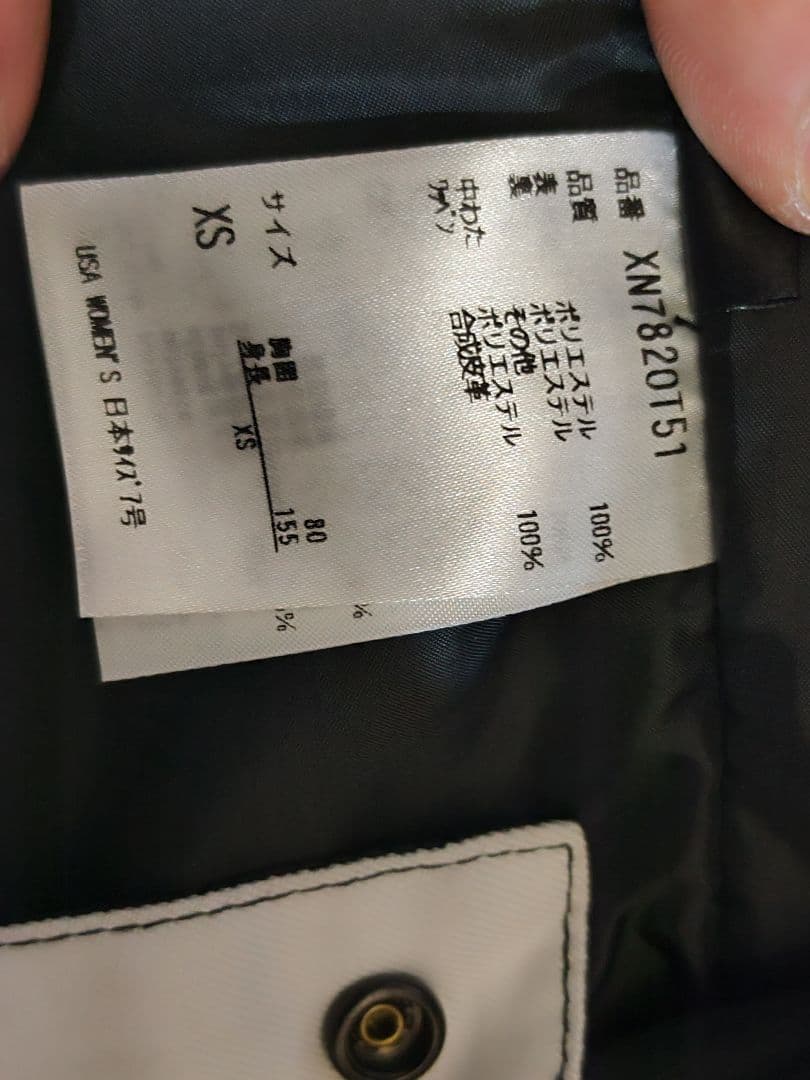 品番 XN7820T51
品質
表 ポリエステル 100%
裏 ポリエステル
その他
中わた ポリエステル 100%
ﾜｯﾍﾟﾝ 合成皮革
サイズ
胸囲 80
身長 155
XS
XS
USA WOMEN'S 日本ｻｲｽﾞ7号
%
%